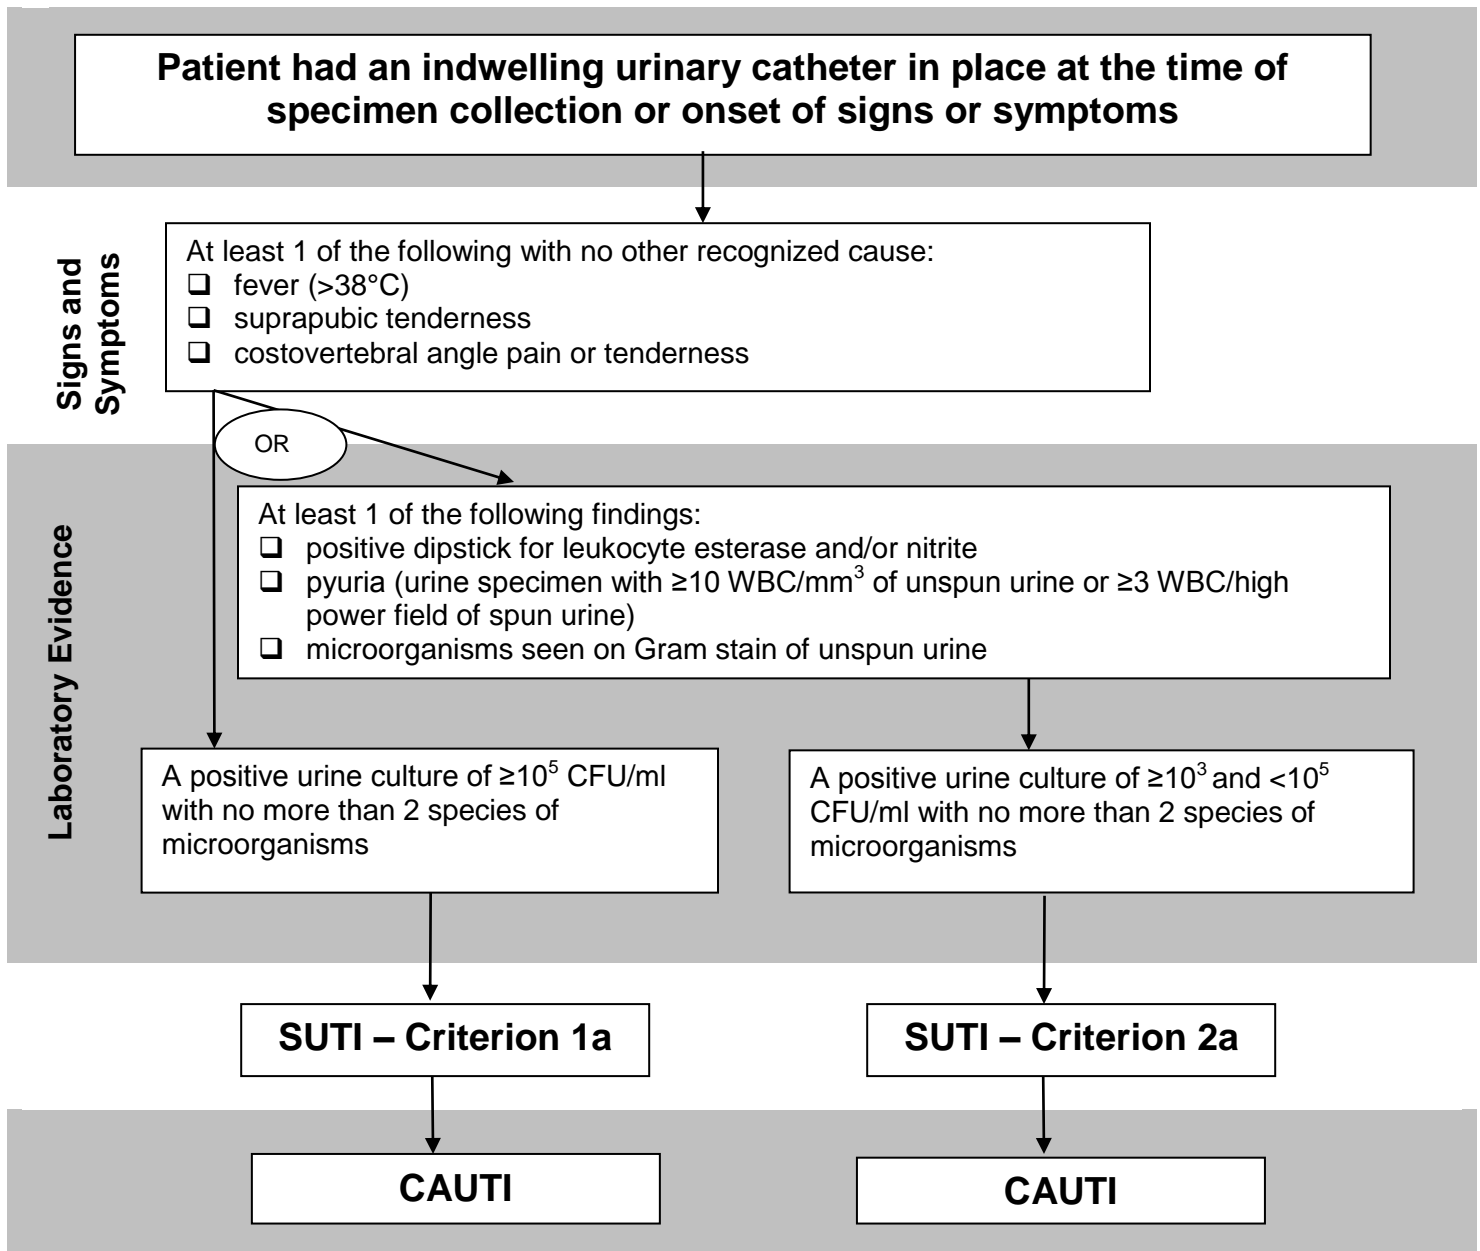 Patient had an indwelling urinary catheter in place at the time of
specimen collection or onset of signs or symptoms
Signs and
Symptoms
At least 1 of the following with no other recognized cause:
❑ fever (>38°C)
❑ suprapubic tenderness
❑ costovertebral angle pain or tenderness
OR
Laboratory Evidence
At least 1 of the following findings:
❑ positive dipstick for leukocyte esterase and/or nitrite
❑ pyuria (urine specimen with ≥10 WBC/mm³ of unspun urine or ≥3 WBC/high
power field of spun urine)
❑ microorganisms seen on Gram stain of unspun urine
A positive urine culture of ≥10⁵ CFU/ml
with no more than 2 species of
microorganisms
A positive urine culture of ≥10³ and <10⁵
CFU/ml with no more than 2 species of
microorganisms
SUTI – Criterion 1a
SUTI – Criterion 2a
CAUTI
CAUTI